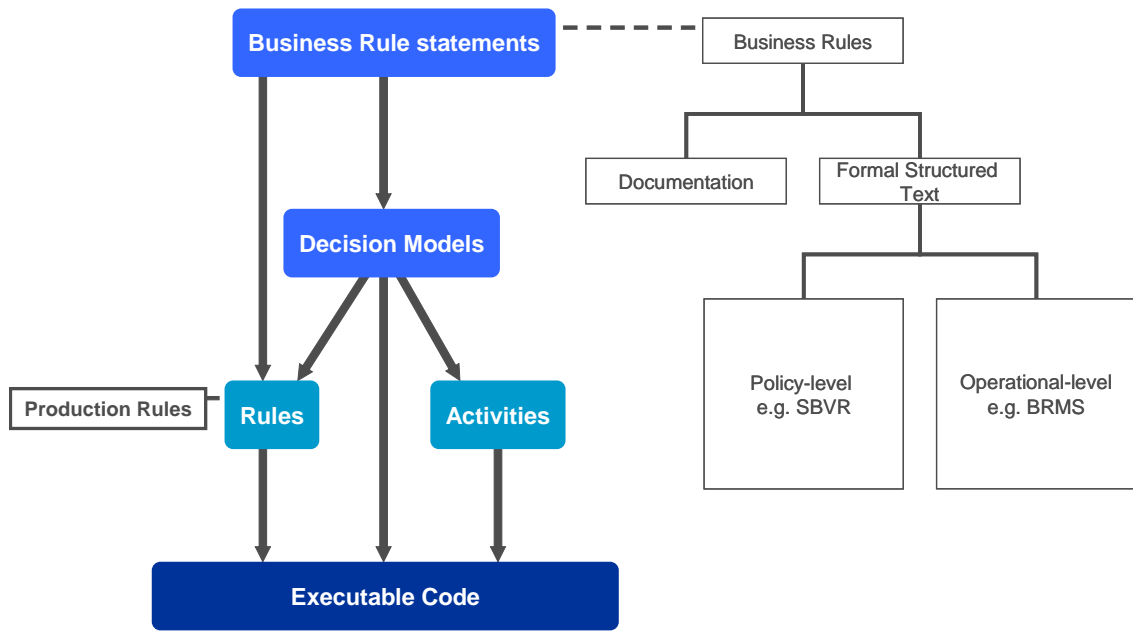 Business Rule statements
Business Rules
Documentation
Formal Structured
Text
Decision Models
Policy-level
e.g. SBVR
Operational-level
e.g. BRMS
Production Rules
Rules
Activities
Executable Code